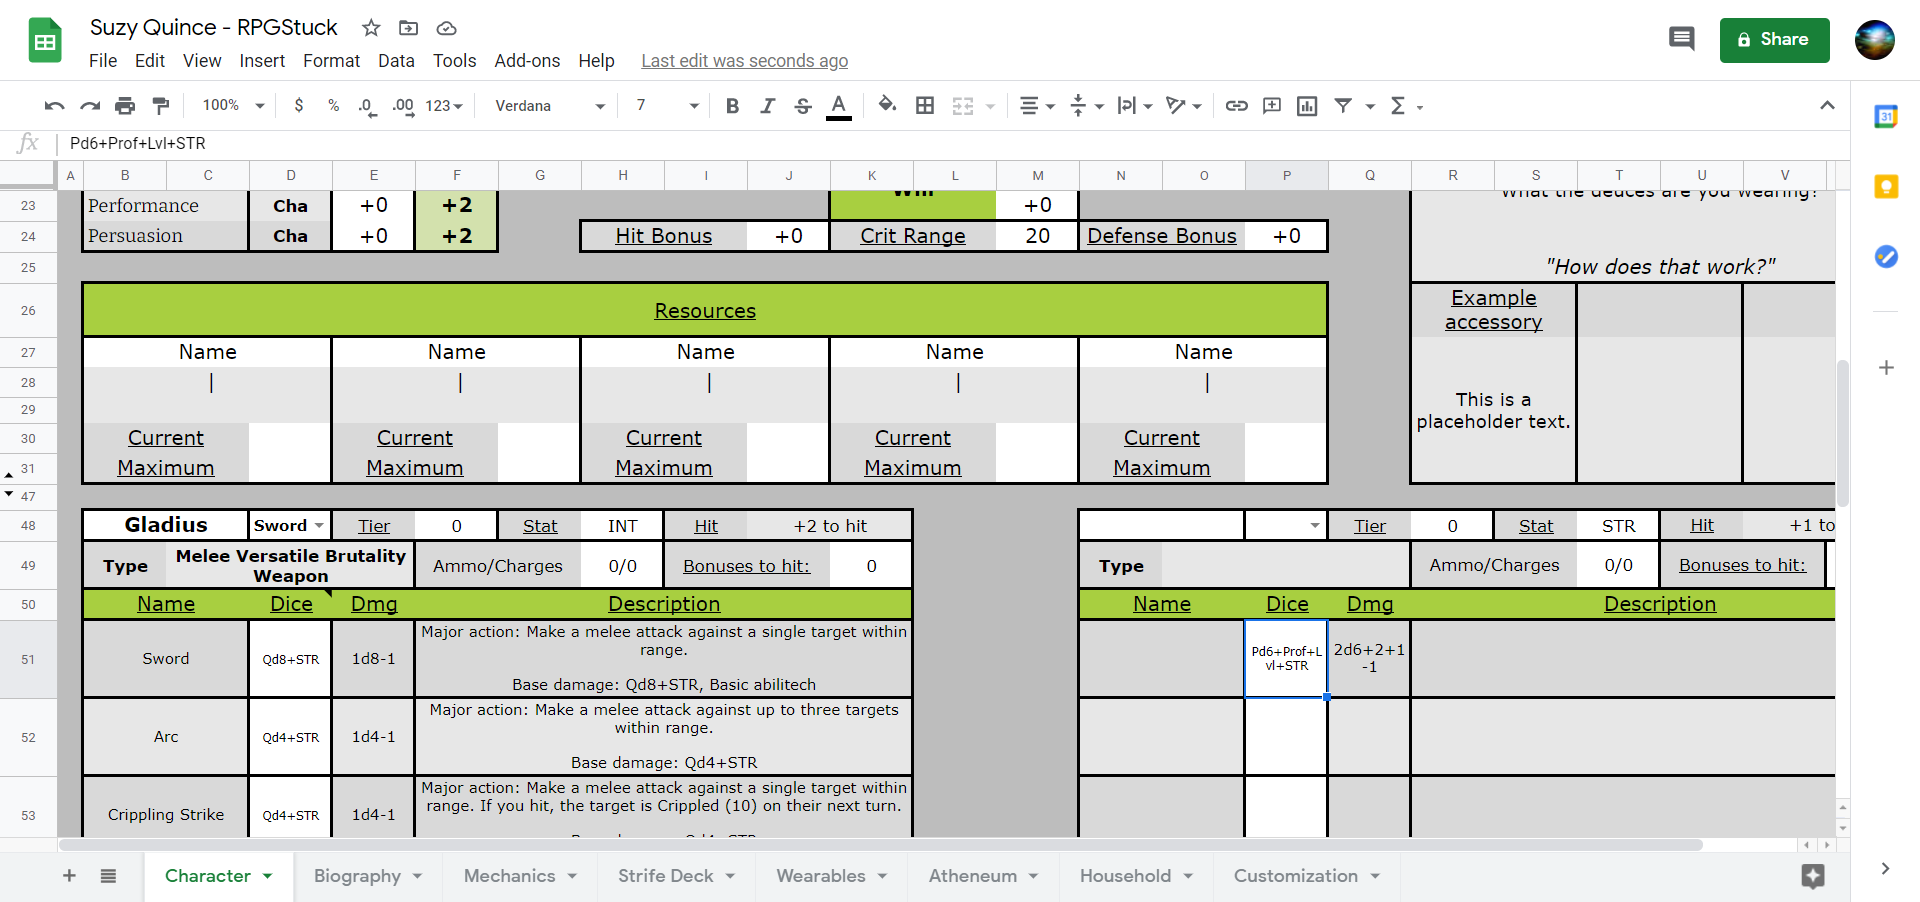 Suzy Quince - RPGStuck
File Edit View Insert Format Data Tools Add-ons Help Last edit was seconds ago
Share
100% $ % .0 .00 123 Verdana 7 B I S A
31
fx Pd6+Prof+Lvl+STR
A B C D E F G H I J K L M N O P Q R S T U V
23 Performance Cha +0 +2 Will +0 What the deuces are you wearing?
24 Persuasion Cha +0 +2 Hit Bonus +0 Crit Range 20 Defense Bonus +0
25 "How does that work?"
26 Resources Example
accessory
27 Name Name Name Name Name
28 | | | | |
29 This is a
placeholder text.
30 Current Current Current Current Current
31 Maximum Maximum Maximum Maximum Maximum
47
48 Gladius Sword Tier 0 Stat INT Hit +2 to hit Tier 0 Stat STR Hit +1 to
49 Type Melee Versatile Brutality
Weapon Ammo/Charges 0/0 Bonuses to hit: 0 Type Ammo/Charges 0/0 Bonuses to hit:
50 Name Dice Dmg Description Name Dice Dmg Description
51 Sword Qd8+STR 1d8-1 Major action: Make a melee attack against a single target within
range.
Base damage: Qd8+STR, Basic abilitech
Pd6+Prof+L
vl+STR
2d6+2+1
-1
52 Arc Qd4+STR 1d4-1 Major action: Make a melee attack against up to three targets
within range.
Base damage: Qd4+STR
53 Crippling Strike Qd4+STR 1d4-1 Major action: Make a melee attack against a single target within
range. If you hit, the target is Crippled (10) on their next turn.
Base damage: Qd4+STR
Character Biography Mechanics Strife Deck Wearables Atheneum Household Customization